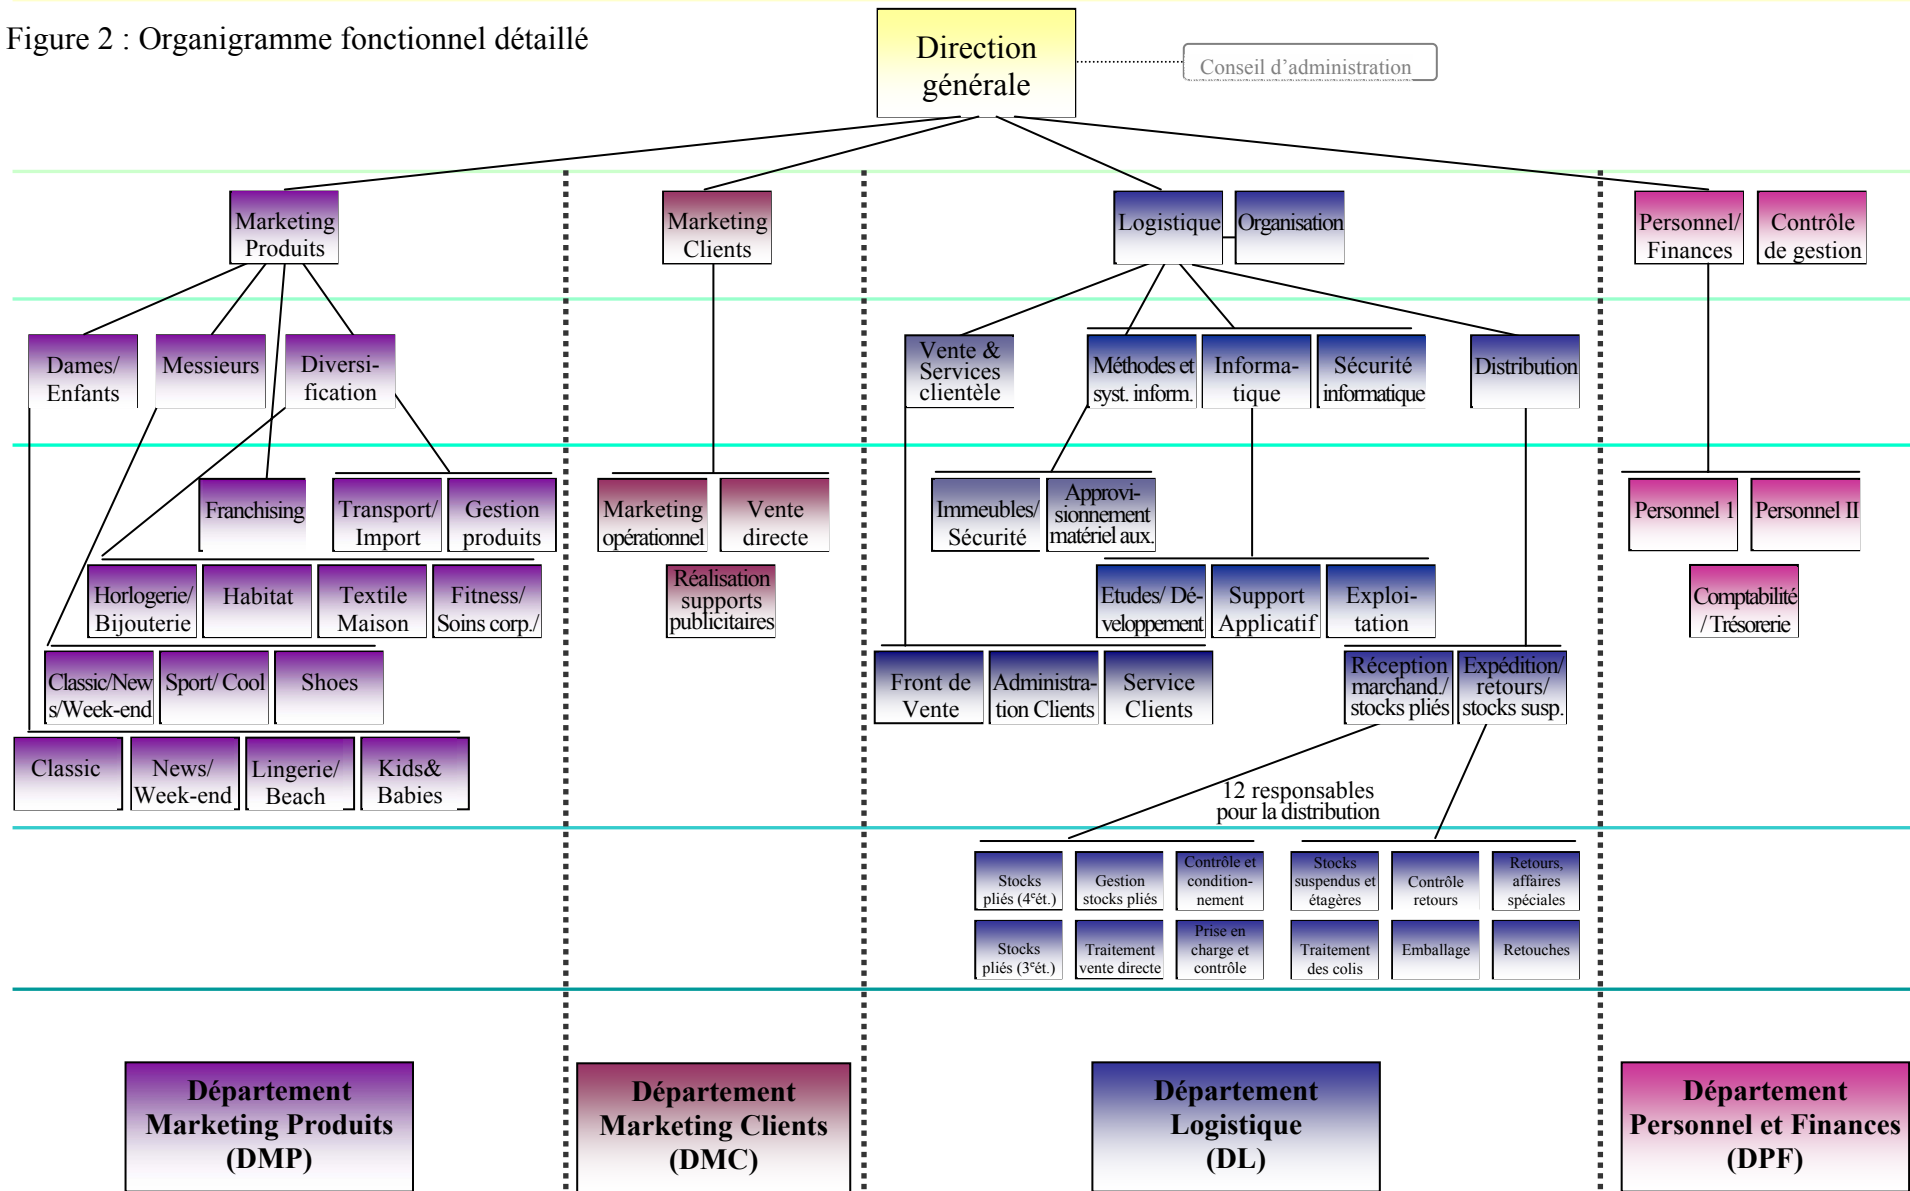 Figure 2 : Organigramme fonctionnel détaillé
Direction
générale
Conseil d’administration
Marketing
Produits
Marketing
Clients
Logistique
Organisation
Personnel/
Finances
Contrôle
de gestion
Dames/
Enfants
Messieurs
Diversi-
fication
Vente &
Services
clientèle
Méthodes et
syst. inform.
Informa-
tique
Sécurité
informatique
Distribution
Franchising
Transport/
Import
Gestion
produits
Marketing
opérationnel
Vente
directe
Immeubles/
Sécurité
Approvi-
sionnement
matériel aux.
Personnel 1
Personnel II
Horlogerie/
Bijouterie
Habitat
Textile
Maison
Fitness/
Soins corp./
Réalisation
supports
publicitaires
Etudes/ Dé-
veloppement
Support
Applicatif
Exploi-
tation
Comptabilité
/ Trésorerie
Classic/New
s/Week-end
Sport/ Cool
Shoes
Front de
Vente
Administra-
tion Clients
Service
Clients
Réception
marchand./
stocks pliés
Expédition/
retours/
stocks susp.
Classic
News/
Week-end
Lingerie/
Beach
Kids&
Babies
12 responsables
pour la distribution
Stocks
pliés (4eét.)
Gestion
stocks pliés
Contrôle et
condition-
nement
Stocks
suspendus et
étagères
Contrôle
retours
Retours,
affaires
spéciales
Stocks
pliés (3eét.)
Traitement
vente directe
Prise en
charge et
contrôle
Traitement
des colis
Emballage
Retouches
Département
Marketing Produits
(DMP)
Département
Marketing Clients
(DMC)
Département
Logistique
(DL)
Département
Personnel et Finances
(DPF)